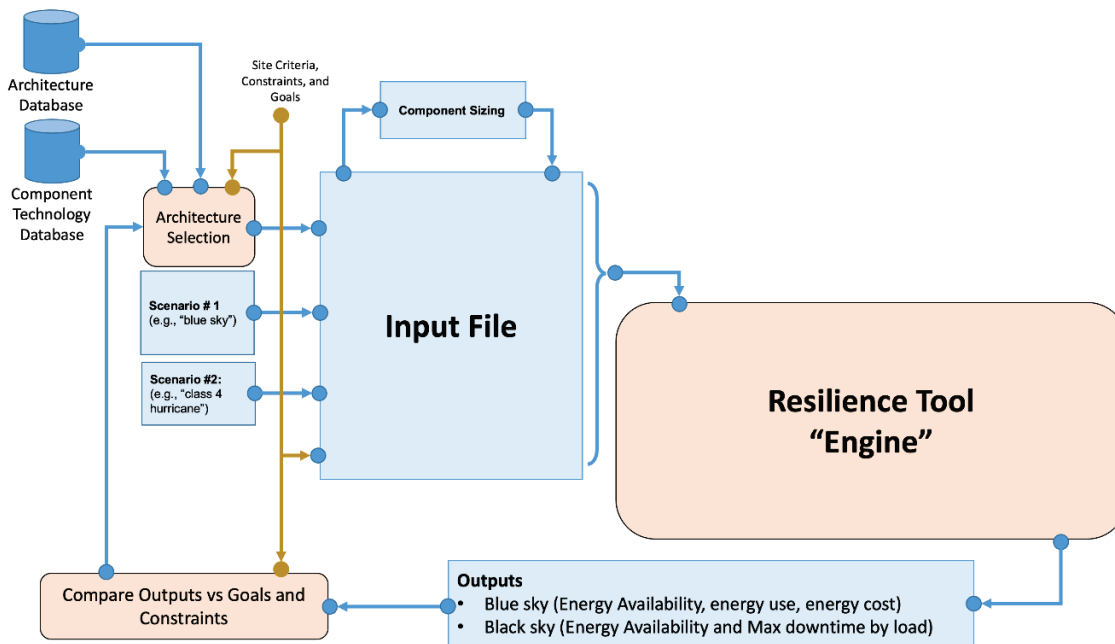 Architecture
Database
Component
Technology
Database
Site Criteria,
Constraints, and
Goals
Component Sizing
Architecture
Selection
Scenario # 1
(e.g., “blue sky”)
Scenario #2:
(e.g., “class 4
hurricane”)
Input File
Resilience Tool
“Engine”
Compare Outputs vs Goals and
Constraints
Outputs
• Blue sky (Energy Availability, energy use, energy cost)
• Black sky (Energy Availability and Max downtime by load)